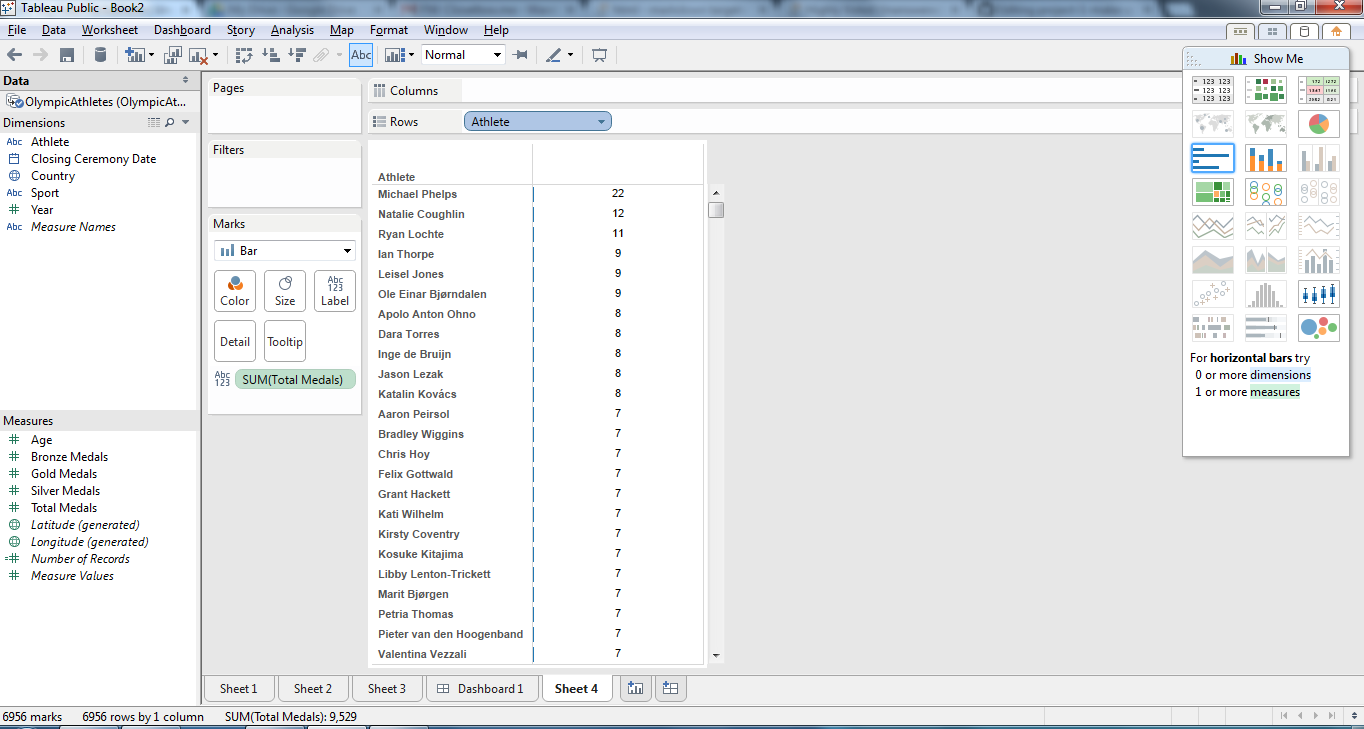 Tableau Public - Book2
File Data Worksheet Dashboard Story Analysis Map Format Window Help
Abc Normal
Data
OlympicAthletes (OlympicAt...
Dimensions
Abc Athlete
Closing Ceremony Date
Country
Abc Sport
Year
Abc Measure Names
Measures
Age
Bronze Medals
Gold Medals
Silver Medals
Total Medals
Latitude (generated)
Longitude (generated)
Number of Records
Measure Values
Pages
Filters
Marks
Bar
Color Size Abc 123 Label
Detail Tooltip
Abc 123 SUM(Total Medals)
Columns
Rows Athlete
Athlete
Michael Phelps 22
Natalie Coughlin 12
Ryan Lochte 11
Ian Thorpe 9
Leisel Jones 9
Ole Einar Bjørndalen 9
Apolo Anton Ohno 8
Dara Torres 8
Inge de Bruijn 8
Jason Lezak 8
Katalin Kovács 8
Aaron Peirsol 7
Bradley Wiggins 7
Chris Hoy 7
Felix Gottwald 7
Grant Hackett 7
Kati Wilhelm 7
Kirsty Coventry 7
Kosuke Kitajima 7
Libby Lenton-Trickett 7
Marit Bjørgen 7
Petria Thomas 7
Pieter van den Hoogenband 7
Valentina Vezzali 7
Show Me
123 123
123 123
123 123
For horizontal bars try
0 or more dimensions
1 or more measures
Sheet 1 Sheet 2 Sheet 3 Dashboard 1 Sheet 4
6956 marks 6956 rows by 1 column SUM(Total Medals): 9,529